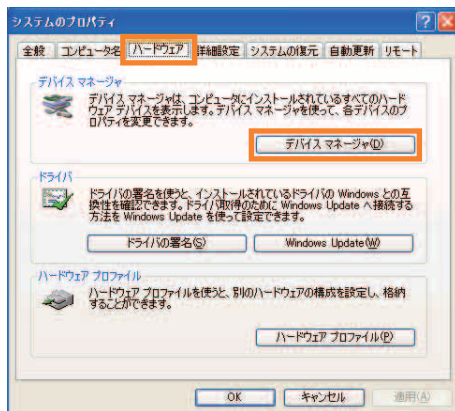 システムのプロパティ
全般 コンピュータ名 ハードウェア 詳細設定 システムの復元 自動更新 リモート
デバイス マネージャ
デバイス マネージャは、コンピュータにインストールされているすべてのハード
ウェア デバイスを表示します。デバイス マネージャを使って、各デバイスのプ
ロパティを変更できます。
デバイス マネージャ(D)
ドライバ
ドライバの署名を使うと、インストールされているドライバの Windows との互
換性を確認できます。ドライバ取得のために Windows Update へ接続する
方法を Windows Update を使って設定できます。
ドライバの署名(S) Windows Update(W)
ハードウェア プロファイル
ハードウェア プロファイルを使うと、別のハードウェアの構成を設定し、格納
することができます。
ハードウェア プロファイル(P)
OK キャンセル 適用(A)